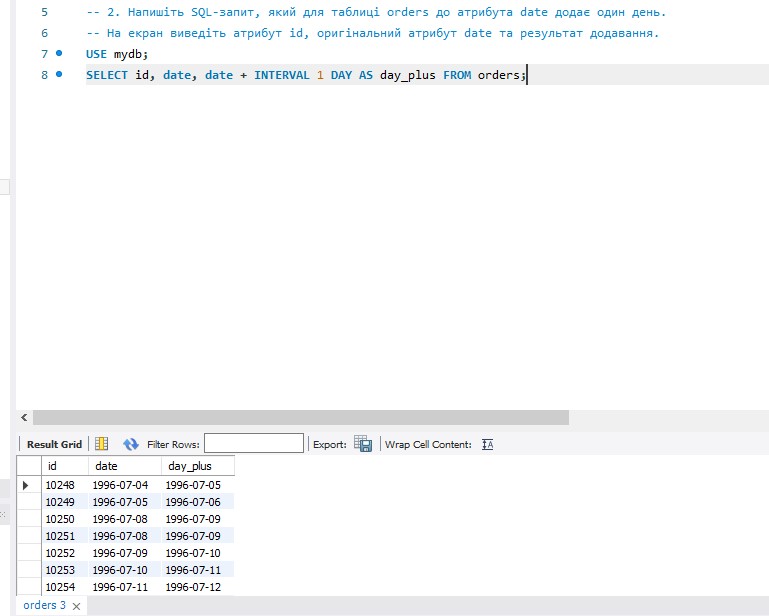 5 -- 2. Напишіть SQL-запит, який для таблиці orders до атрибута date додає один день.
6 -- На екран виведіть атрибут id, оригінальний атрибут date та результат додавання.
7 USE mydb;
8 SELECT id, date, date + INTERVAL 1 DAY AS day_plus FROM orders;
Result Grid Filter Rows: Export: Wrap Cell Content:
id date day_plus
10248 1996-07-04 1996-07-05
10249 1996-07-05 1996-07-06
10250 1996-07-08 1996-07-09
10251 1996-07-08 1996-07-09
10252 1996-07-09 1996-07-10
10253 1996-07-10 1996-07-11
10254 1996-07-11 1996-07-12
orders 3